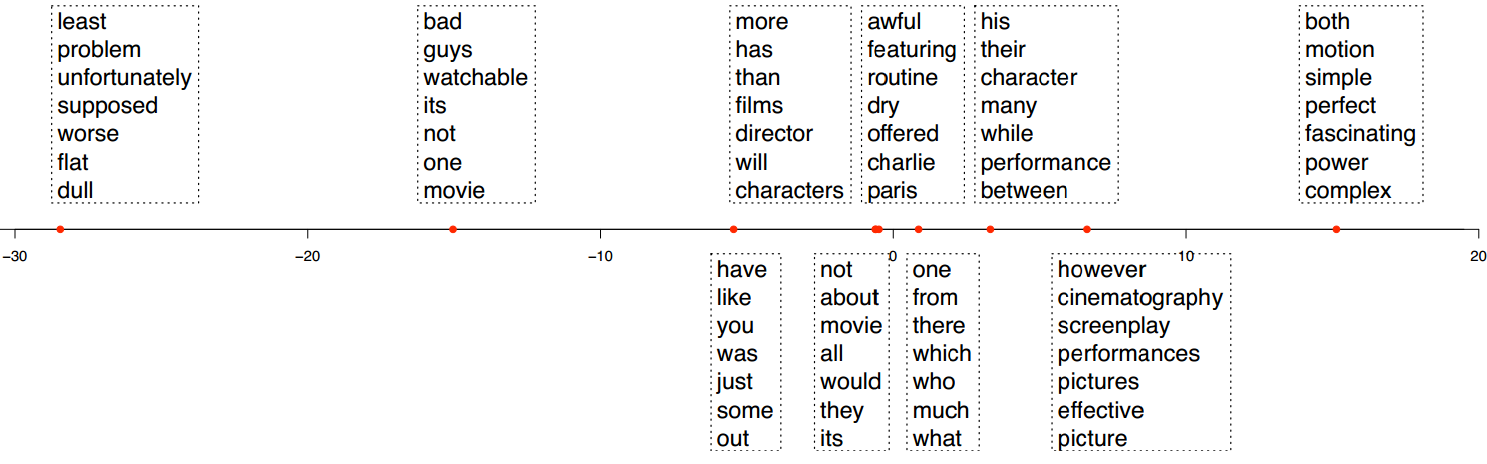 least
problem
unfortunately
supposed
worse
flat
dull
bad
guys
watchable
its
not
one
movie
more
has
than
films
director
will
characters
awful
featuring
routine
dry
offered
charlie
paris
his
their
character
many
while
performance
between
both
motion
simple
perfect
fascinating
power
complex
−30
−20
−10
0
10
20
have
like
you
was
just
some
out
not
about
movie
all
would
they
its
one
from
there
which
who
much
what
however
cinematography
screenplay
performances
pictures
effective
picture